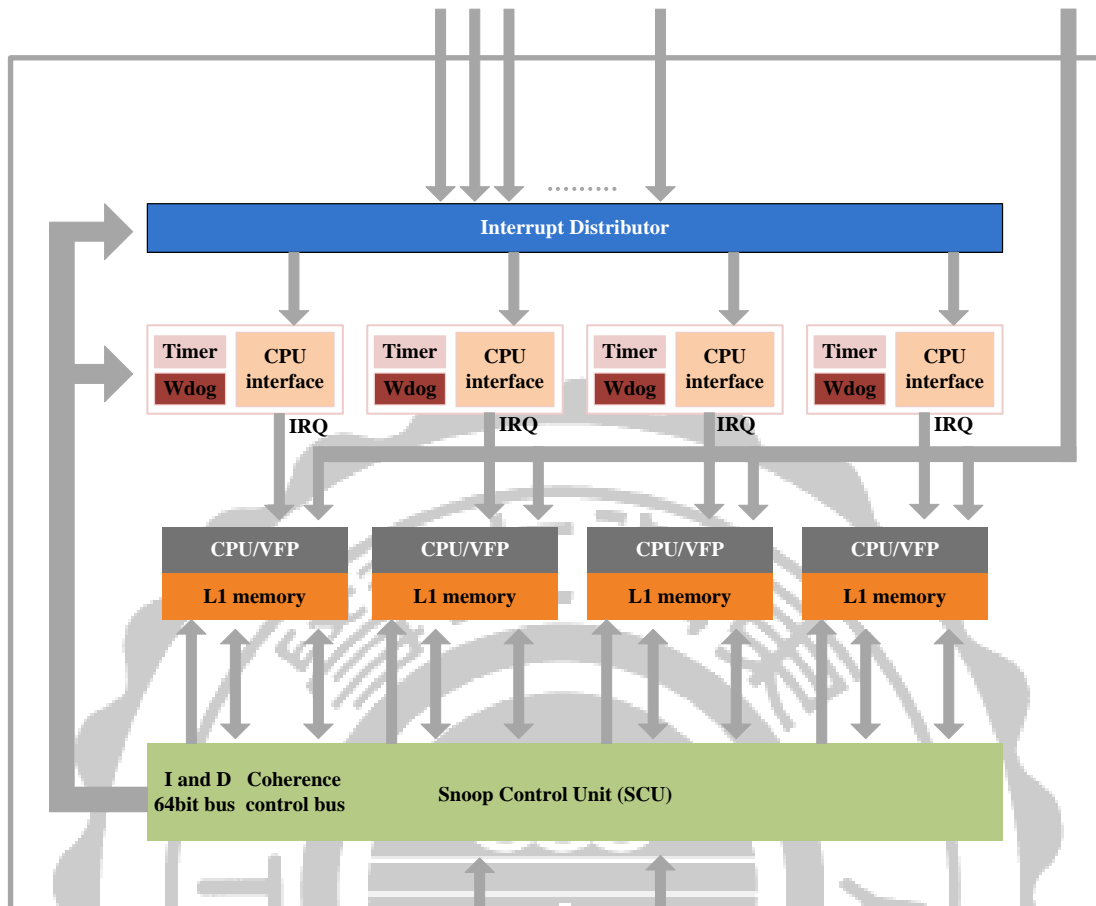 Interrupt Distributor
Timer
Wdog
CPU
interface
Timer
Wdog
CPU
interface
Timer
Wdog
CPU
interface
Timer
Wdog
CPU
interface
IRQ
IRQ
IRQ
IRQ
CPU/VFP
CPU/VFP
CPU/VFP
CPU/VFP
L1 memory
L1 memory
L1 memory
L1 memory
I and D
64bit bus
Coherence
control bus
Snoop Control Unit (SCU)